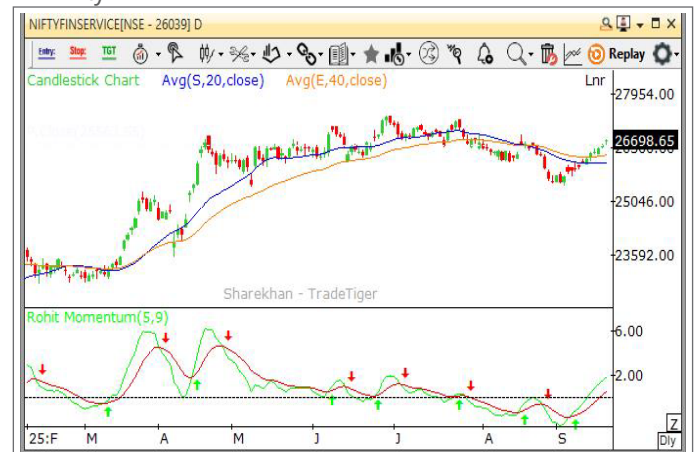 NIFTYFINSERVICE[NSE - 26039] D
Entry: Stop: TGT Replay
Candlestick Chart Avg(S,20,close) Avg(E,40,close) Lnr
27954.00
26698.65
25046.00
23592.00
Sharekhan - TradeTiger
Rohit Momentum(5,9)
6.00
2.00
Z
25:F M A M J J A S Dly